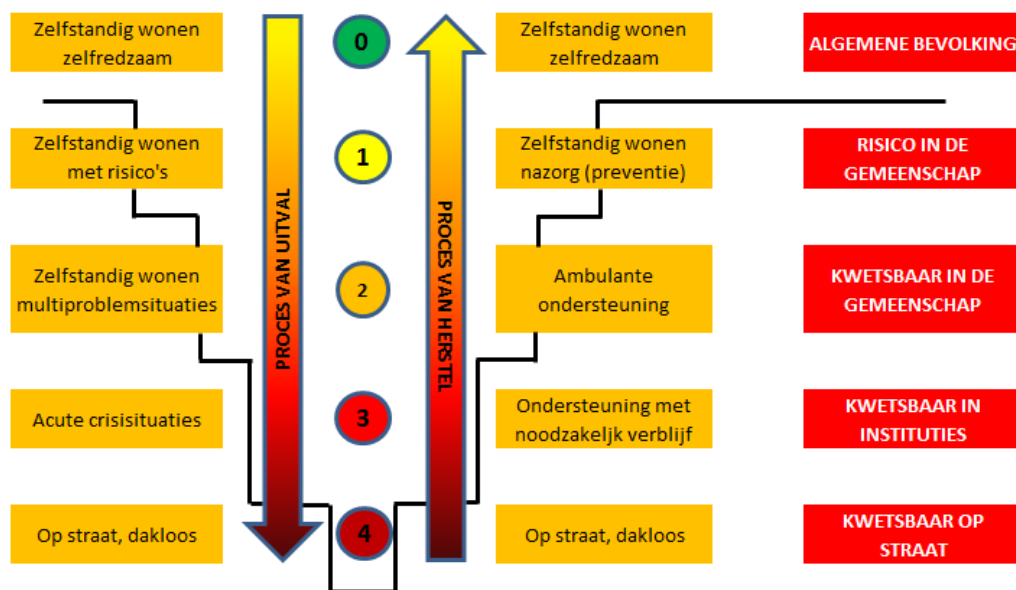 Zelfstandig wonen
zelfredzaam
0
Zelfstandig wonen
zelfredzaam
ALGEMENE BEVOLKING
Zelfstandig wonen
met risico's
1
Zelfstandig wonen
nazorg (preventie)
RISICO IN DE
GEMEENSCHAP
PROCES VAN UITVAL
PROCES VAN HERSTEL
Zelfstandig wonen
multiproblemsituaties
2
Ambulante
ondersteuning
KWETSBAAR IN DE
GEMEENSCHAP
Acute crisisituaties
3
Ondersteuning met
noodzakeljk verblijf
KWETSBAAR IN
INSTITUTIES
Op straat, dakloos
4
Op straat, dakloos
KWETSBAAR OP
STRAAT